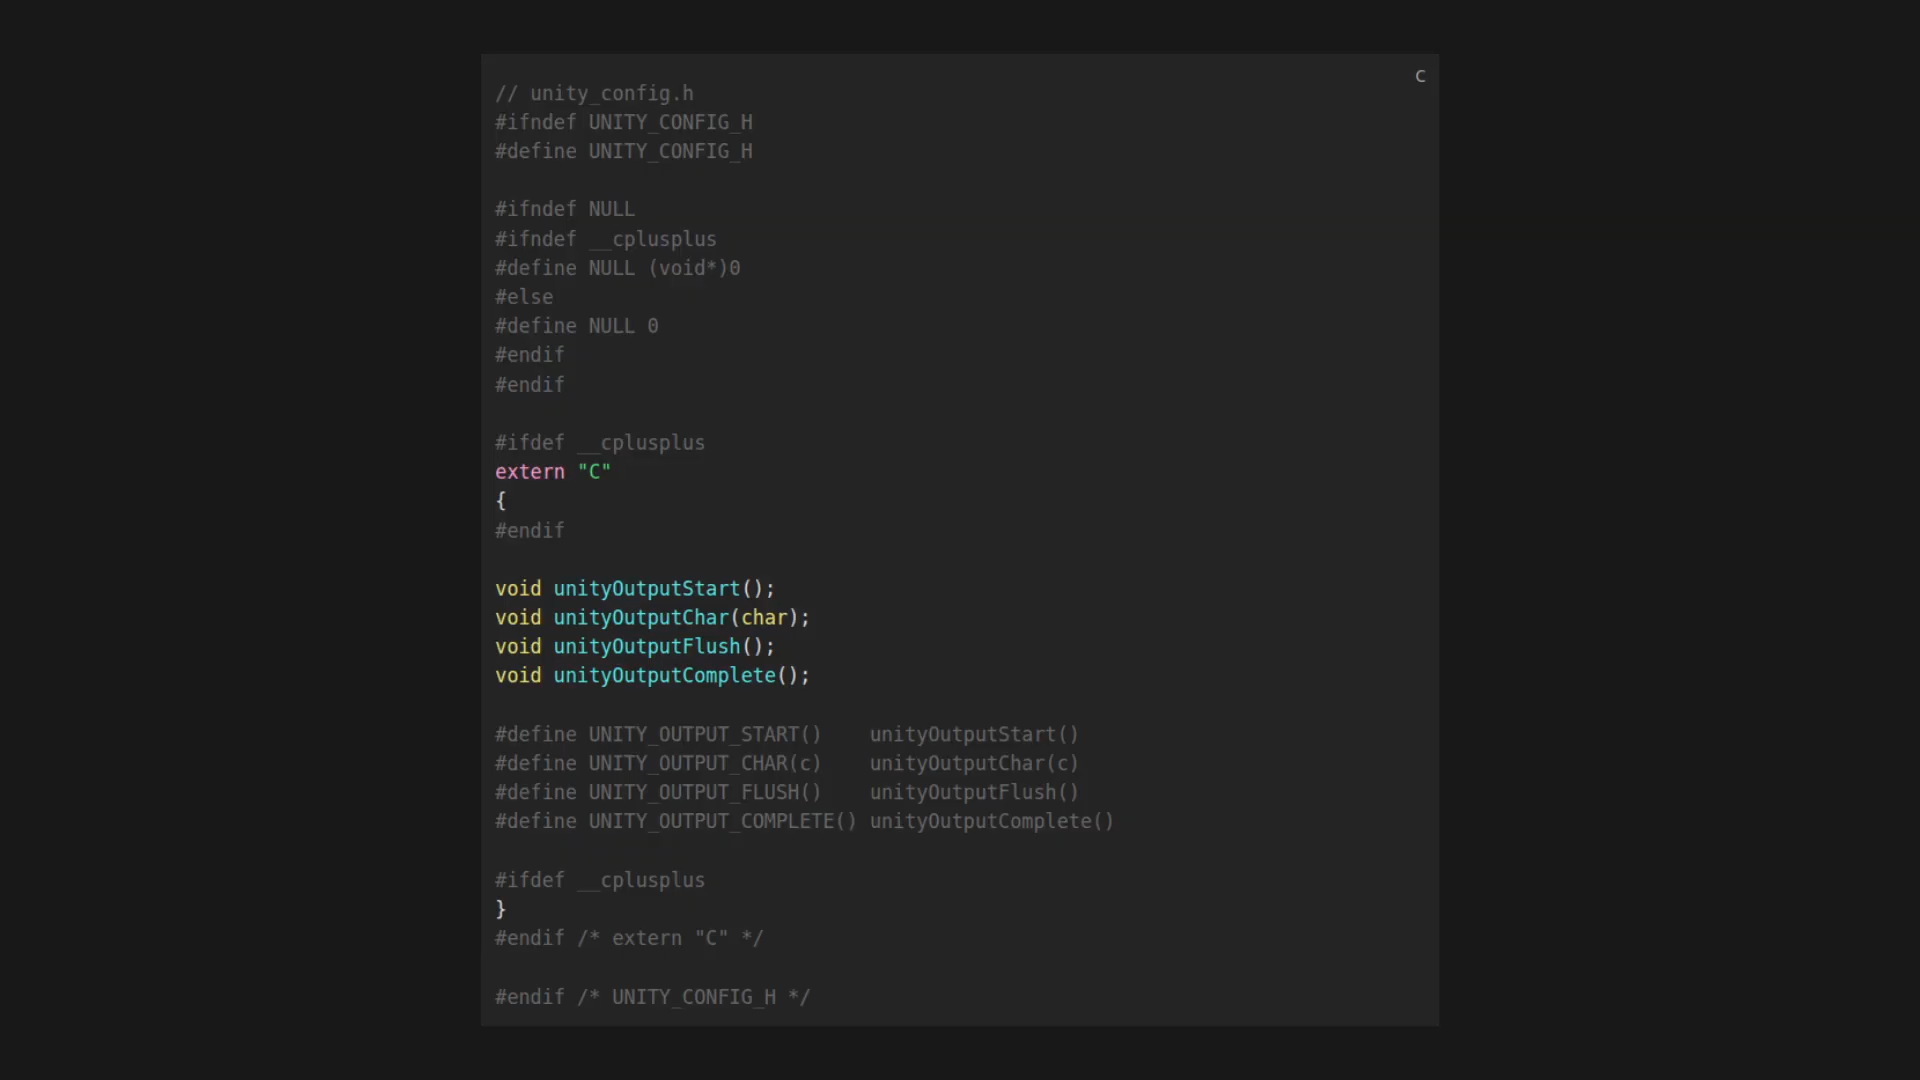 C
// unity_config.h
#ifndef UNITY_CONFIG_H
#define UNITY_CONFIG_H

#ifndef NULL
#ifndef __cplusplus
#define NULL (void*)0
#else
#define NULL 0
#endif
#endif

#ifdef __cplusplus
extern "C"
{
#endif

void unityOutputStart();
void unityOutputChar(char);
void unityOutputFlush();
void unityOutputComplete();

#define UNITY_OUTPUT_START()    unityOutputStart()
#define UNITY_OUTPUT_CHAR(c)    unityOutputChar(c)
#define UNITY_OUTPUT_FLUSH()    unityOutputFlush()
#define UNITY_OUTPUT_COMPLETE() unityOutputComplete()

#ifdef __cplusplus
}
#endif /* extern "C" */

#endif /* UNITY_CONFIG_H */